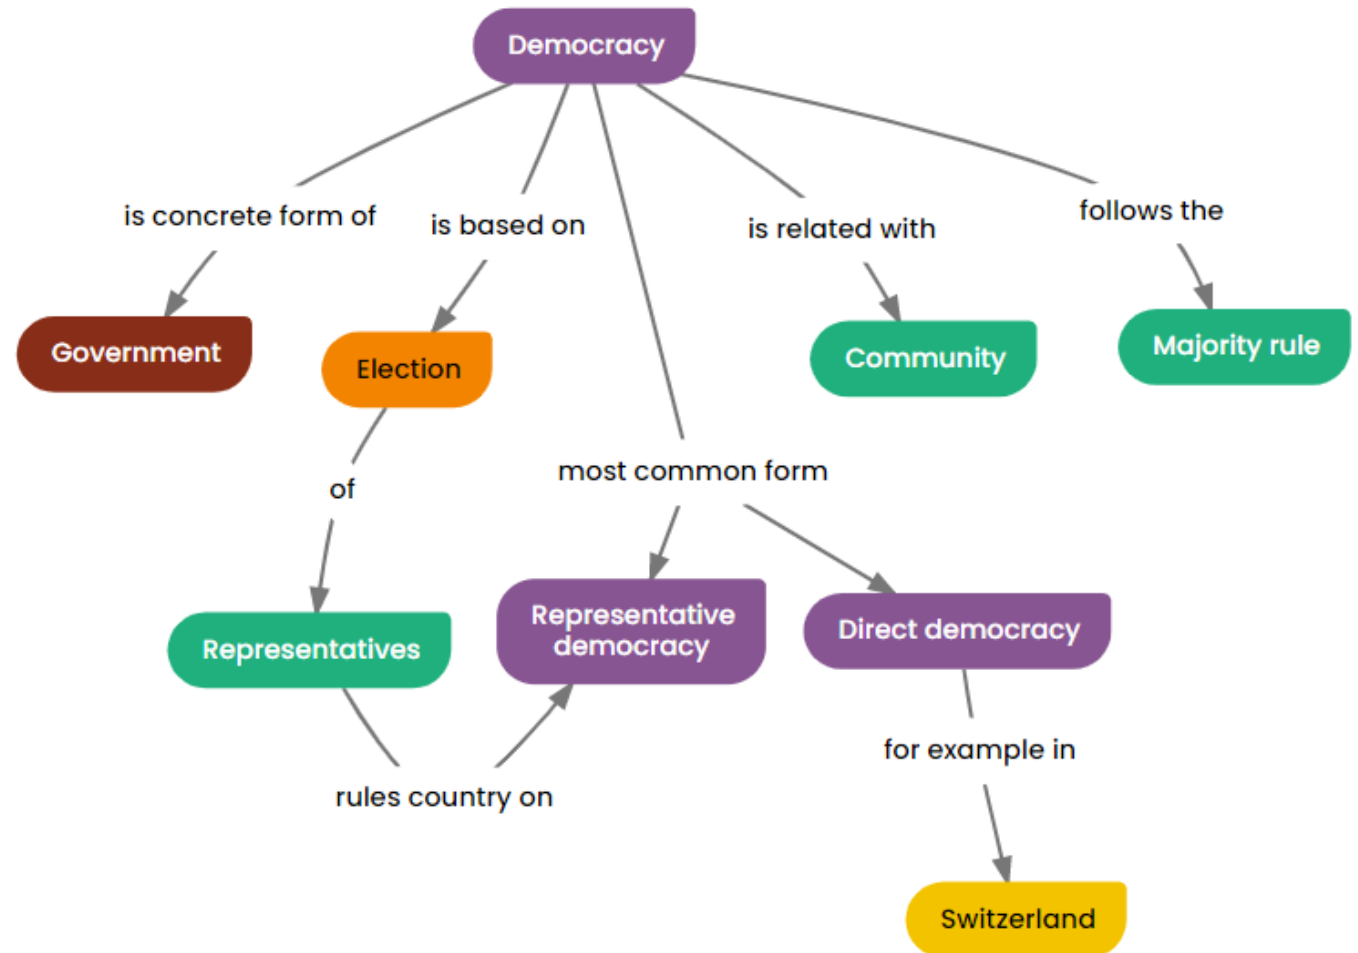 Democracy
is concrete form of
is based on
is related with
follows the
Government
Election
Community
Majority rule
of
most common form
Representatives
Representative
democracy
Direct democracy
rules country on
for example in
Switzerland